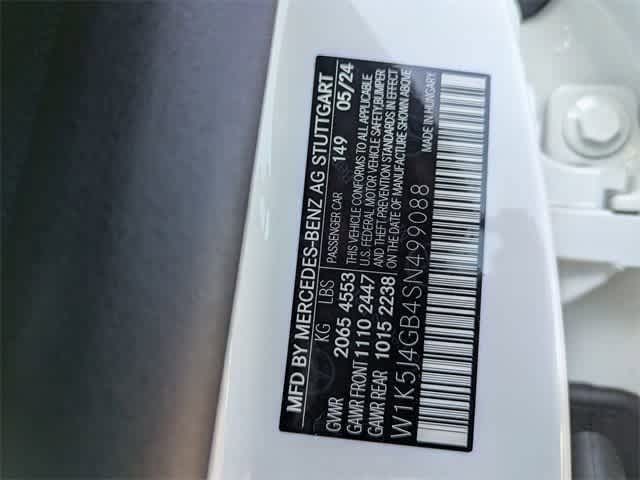 MFD BY MERCEDES-BENZ AG STUTTGART
KG LBS PASSENGER CAR 149 05/24
GVWR 2065 4553 THIS VEHICLE CONFORMS TO ALL APPLICABLE
GAWR FRONT 1110 2447 U.S. FEDERAL MOTOR VEHICLE SAFETY, BUMPER
GAWR REAR 1015 2238 AND THEFT PREVENTION STANDARDS IN EFFECT
ON THE DATE OF MANUFACTURE SHOWN ABOVE
W1K5J4GB4SN499088 MADE IN HUNGARY